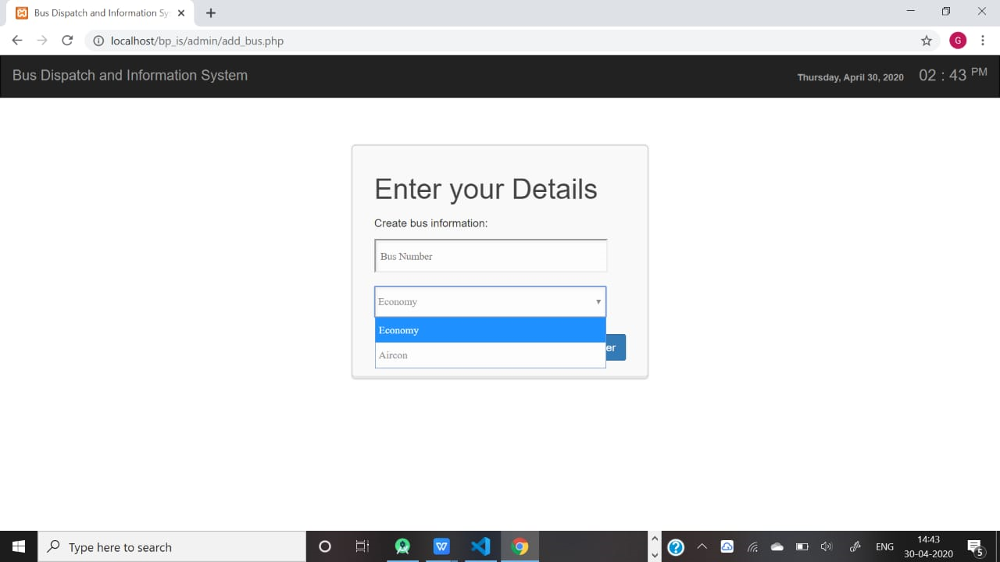 Bus Dispatch and Information Sy
localhost/bp_is/admin/add_bus.php
G
Bus Dispatch and Information System
Thursday, April 30, 2020 02 : 43 PM
Enter your Details
Create bus information:
Bus Number
Economy
Economy
er
Aircon
Type here to search
W
?
ENG
14:43
30-04-2020
5